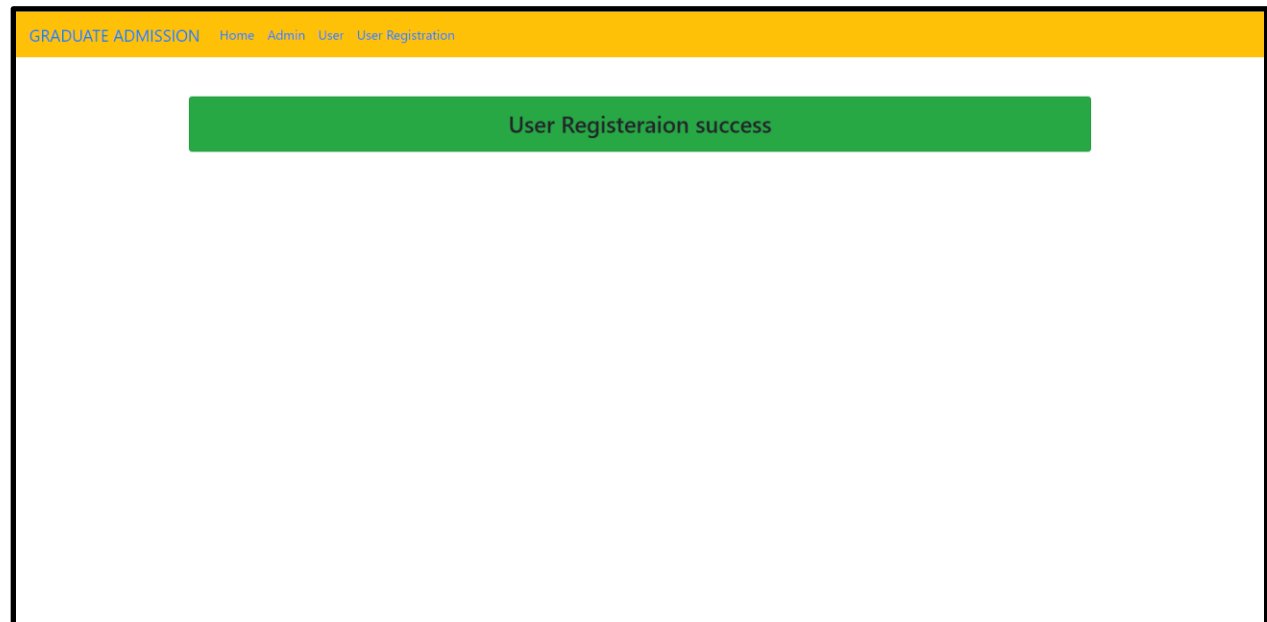 GRADUATE ADMISSION Home Admin User User Registration
User Registeraion success